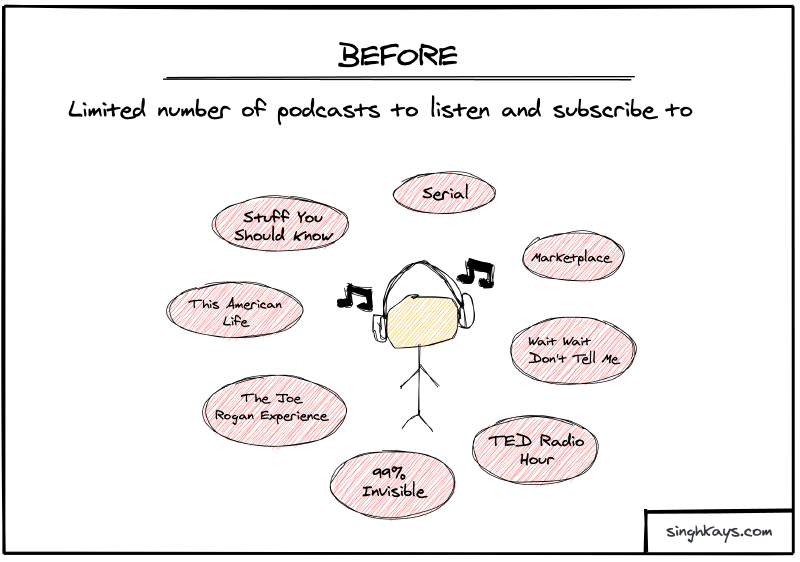 BEFORE
Limited number of podcasts to listen and subscribe to
Serial
Stuff You
Should Know
Marketplace
This American
Life
Wait Wait
Don't Tell Me
The Joe
Rogan Experience
TED Radio
Hour
99%
Invisible
singhkays.com